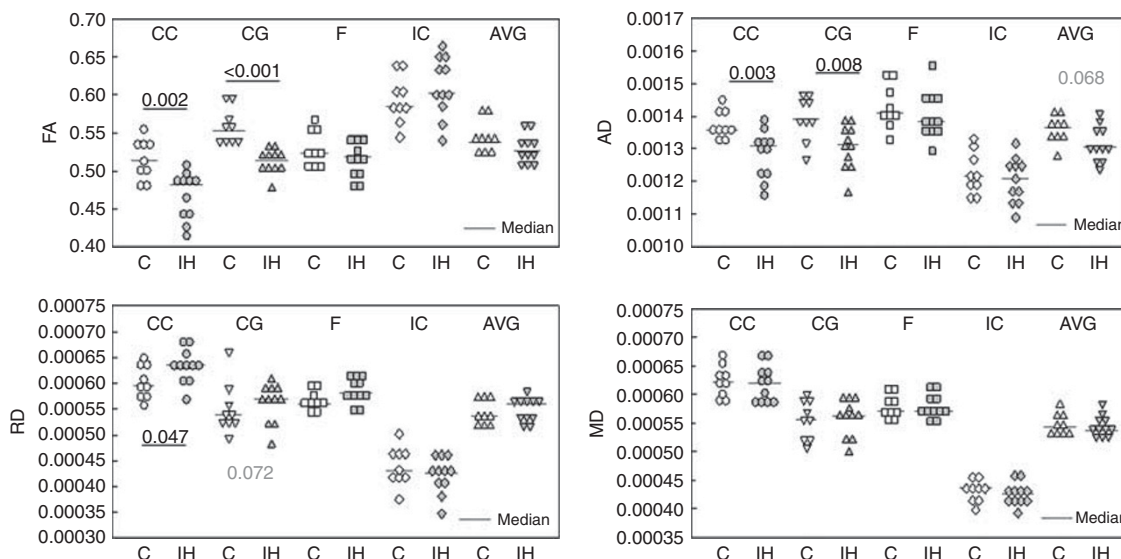 FA
0.70
0.65
0.60
0.55
0.50
0.45
0.40
CC CG F IC AVG
0.002
<0.001
Median
C IH C IH C IH C IH C IH
AD
0.0017
0.0016
0.0015
0.0014
0.0013
0.0012
0.0011
0.0010
CC CG F IC AVG
0.003
0.008
0.068
Median
C IH C IH C IH C IH C IH
RD
0.00075
0.00070
0.00065
0.00060
0.00055
0.00050
0.00045
0.00040
0.00035
0.00030
CC CG F IC AVG
0.047
0.072
Median
C IH C IH C IH C IH C IH
MD
0.00075
0.00070
0.00065
0.00060
0.00055
0.00050
0.00045
0.00040
0.00035
CC CG F IC AVG
Median
C IH C IH C IH C IH C IH